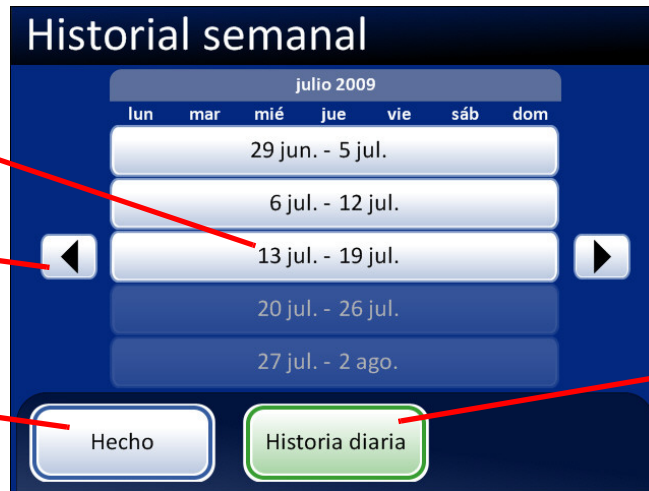 Historial semanal
julio 2009
lun mar mié jue vie sáb dom
29 jun. - 5 jul.
6 jul. - 12 jul.
13 jul. - 19 jul.
20 jul. - 26 jul.
27 jul. - 2 ago.
Hecho Historia diaria